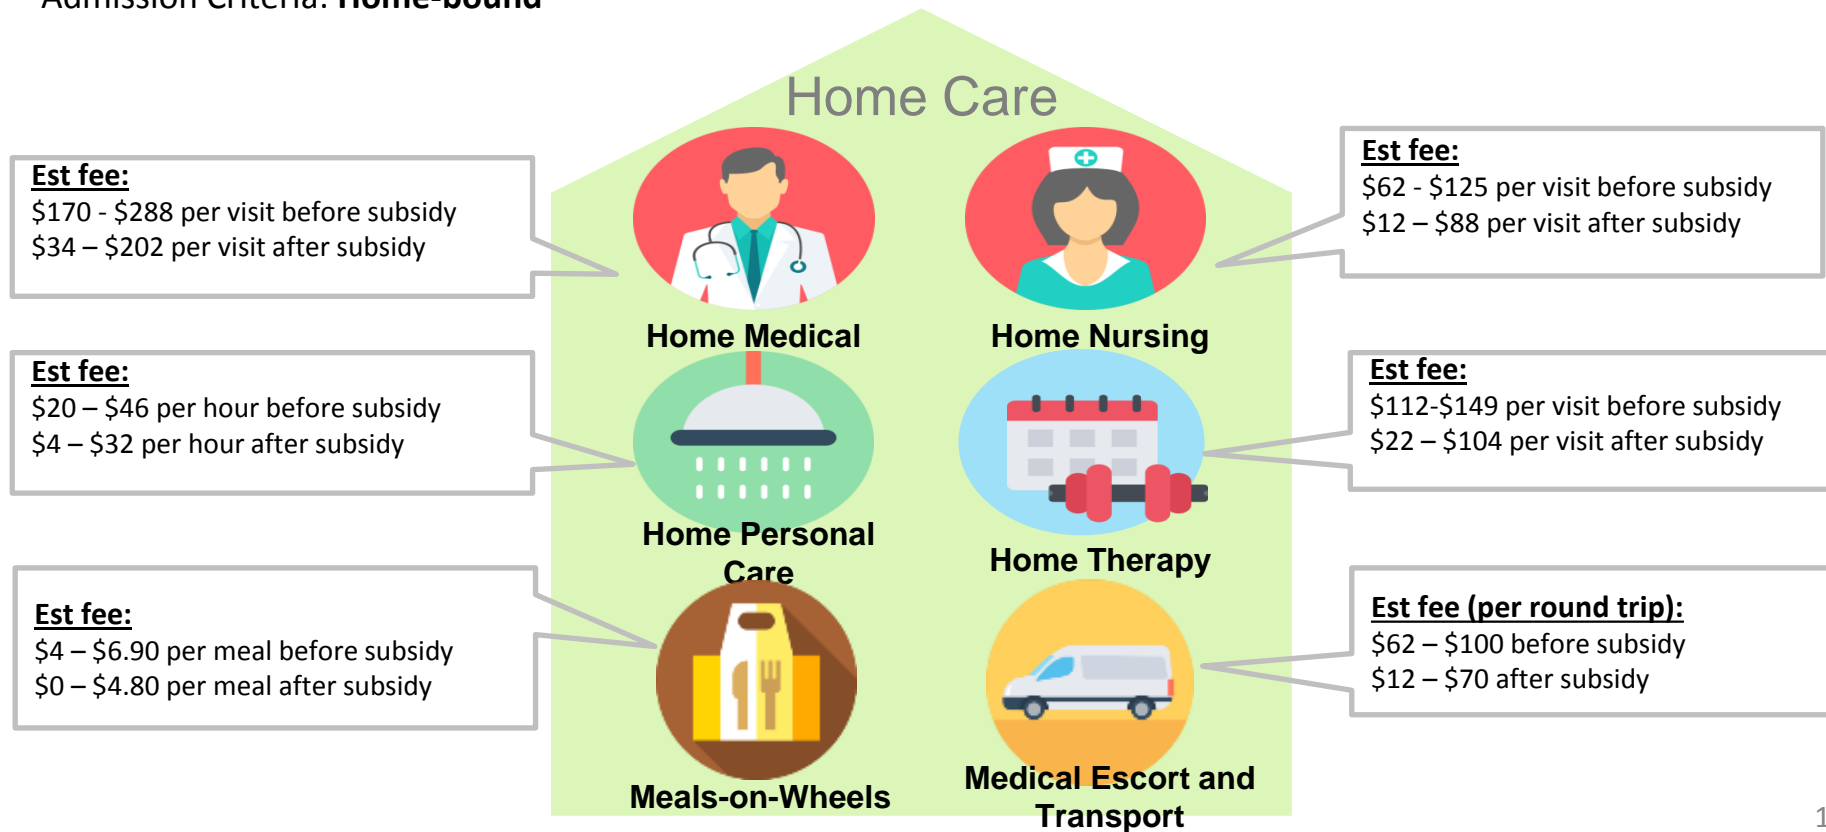 Admission Criteria: Home-bound
Home Care
Est fee:
$170 - $288 per visit before subsidy
$34 – $202 per visit after subsidy
Est fee:
$62 - $125 per visit before subsidy
$12 – $88 per visit after subsidy
Home Medical
Home Nursing
Est fee:
$20 – $46 per hour before subsidy
$4 – $32 per hour after subsidy
Est fee:
$112-$149 per visit before subsidy
$22 – $104 per visit after subsidy
Home Personal
Care
Home Therapy
Est fee:
$4 – $6.90 per meal before subsidy
$0 – $4.80 per meal after subsidy
Est fee (per round trip):
$62 – $100 before subsidy
$12 – $70 after subsidy
Meals-on-Wheels
Medical Escort and
Transport
1